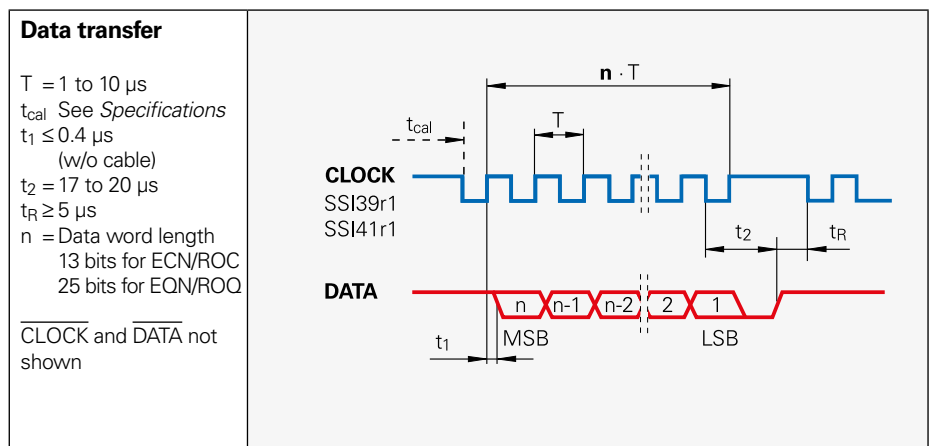 Data transfer
T = 1 to 10 µs
tcal See Specifications
t1 ≤ 0.4 µs
(w/o cable)
t2 = 17 to 20 µs
tR ≥ 5 µs
n = Data word length
13 bits for ECN/ROC
25 bits for EQN/ROQ
CLOCK and DATA not
shown
n · T
tcal
T
CLOCK
SSI39r1
SSI41r1
t2
tR
DATA
n
n-1
n-2
2
1
t1
MSB
LSB